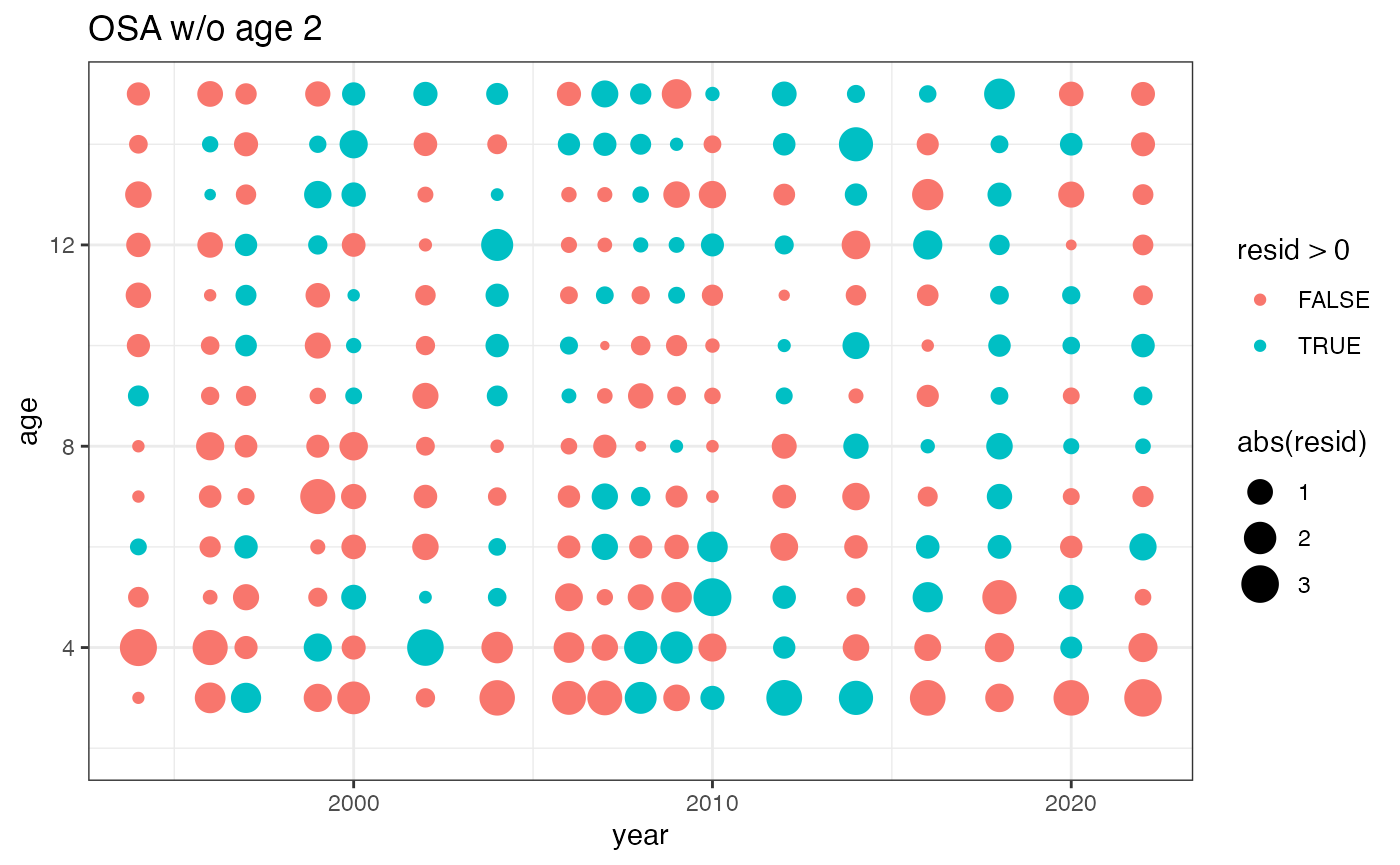 OSA w/o age 2
12
8
4
age
2000
2010
2020
year
resid > 0
FALSE
TRUE
abs(resid)
1
2
3